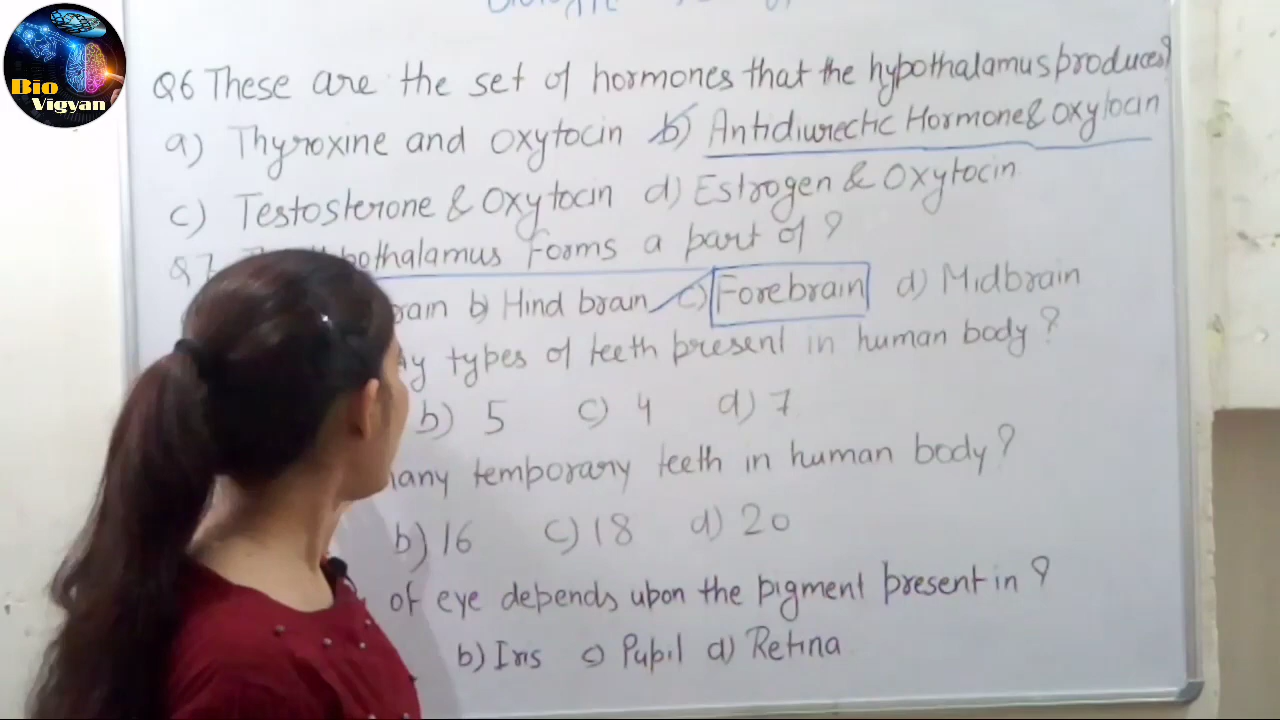 Bio
Vigyan
Q6 These are the set of hormones that the hypothalamus produces?
a) Thyroxine and oxytocin b) Antidiurectic Hormone & oxytocin
c) Testosterone & oxytocin d) Estrogen & oxytocin
Q7 pothalamus forms a part of ?
rain b) Hind brain c) Forebrain d) Midbrain
ny types of teeth present in human body ?
b) 5 c) 4 d) 7
any temporary teeth in human body ?
b) 16 c) 18 d) 20
of eye depends upon the pigment present in ?
b) Iris c) Pupil d) Retina